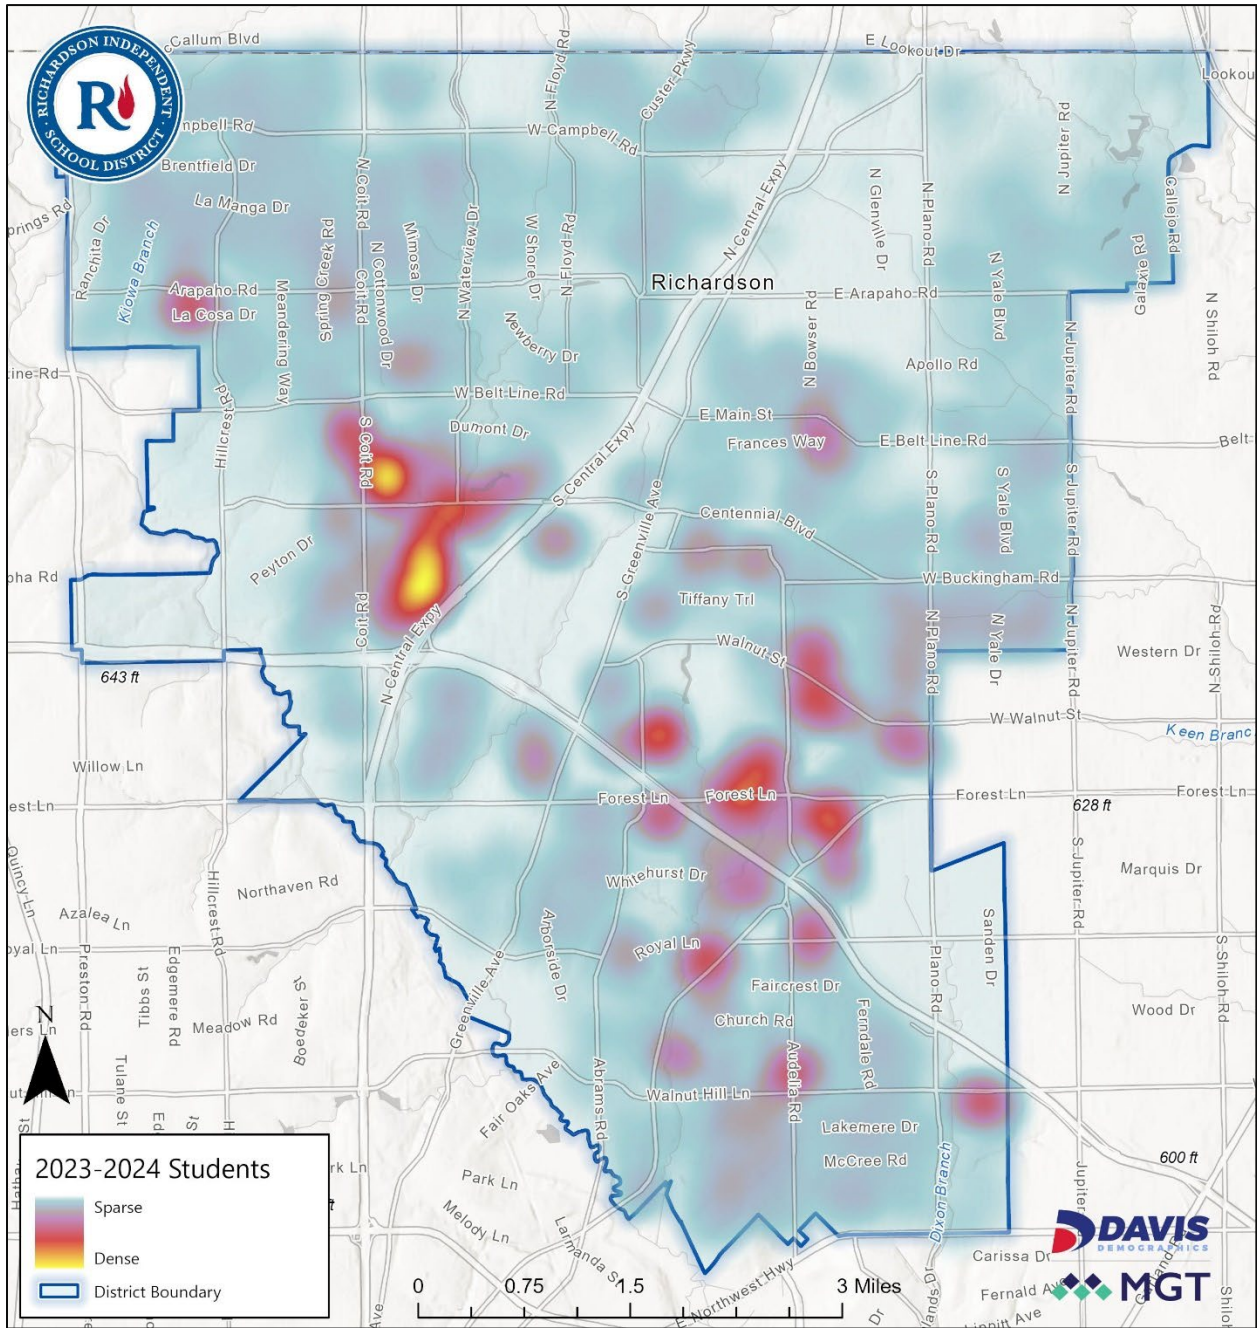 RICHARDSON INDEPENDENT
SCHOOL DISTRICT
R
Callum Blvd
N Floyd Rd
Custer Pkwy
E Lookout Dr
Lookou
mpbell Rd
W Campbell Rd
Brentfield Dr
N Coit Rd
N Central Expy
N Glenville Dr
N Plano Rd
N Jupiter Rd
Callejo Rd
prings Rd
La Manga Dr
Ranchita Dr
Kiowa Branch
Spring Creek Rd
N Cottonwood Dr
Mimosa Dr
N Waterview Dr
W Shore Dr
N Floyd Rd
Galaxie Rd
Richardson
Arapaho Rd
La Cosa Dr
Meandering Way
Coit Rd
E Arapaho Rd
N Yale Blvd
N Shiloh Rd
Newberry Dr
N Bowser Rd
Apollo Rd
N Jupiter Rd
Line Rd
W Belt Line Rd
Hillcrest Rd
S Coit Rd
Dumont Dr
E Main St
Frances Way
E Belt Line Rd
Belt
S Central Expy
S Greenville Ave
Centennial Blvd
S Plano Rd
S Yale Blvd
S Jupiter Rd
Peyton Dr
pha Rd
W Buckingham Rd
Tiffany Trl
Coit Rd
N Central Expy
Walnut St
N Plano Rd
N Yale Dr
N Jupiter Rd
N Shiloh Rd
Western Dr
643 ft
W Walnut St
Keen Branc
Willow Ln
est Ln
Forest Ln
Forest Ln
Forest Ln
628 ft
Forest Ln
Quincy Ln
Hillcrest Rd
Northaven Rd
Whitehurst Dr
S Jupiter Rd
Marquis Dr
Azalea Ln
oyal Ln
Preston Rd
Tibbs St
Edgemere Rd
Boedeker St
Greenville Ave
Arborside Dr
Royal Ln
Sanden Dr
Plano Rd
S Shiloh Rd
Faircrest Dr
N
ers Ln
Meadow Rd
Church Rd
Ferndale Rd
Wood Dr
Tulane St
Fair Oaks Ave
Abrams Rd
Walnut Hill Ln
Audelia Rd
Lakemere Dr
McCree Rd
Dixon Branch
600 ft
rk Ln
Park Ln
Melody Ln
Larmanda St
E Northwest Hwy
Jupiter
Carissa Dr
Fernald Ave
2023-2024 Students
Sparse
Dense
District Boundary
0 0.75 1.5 3 Miles
DAVIS
DEMOGRAPHICS
MGT